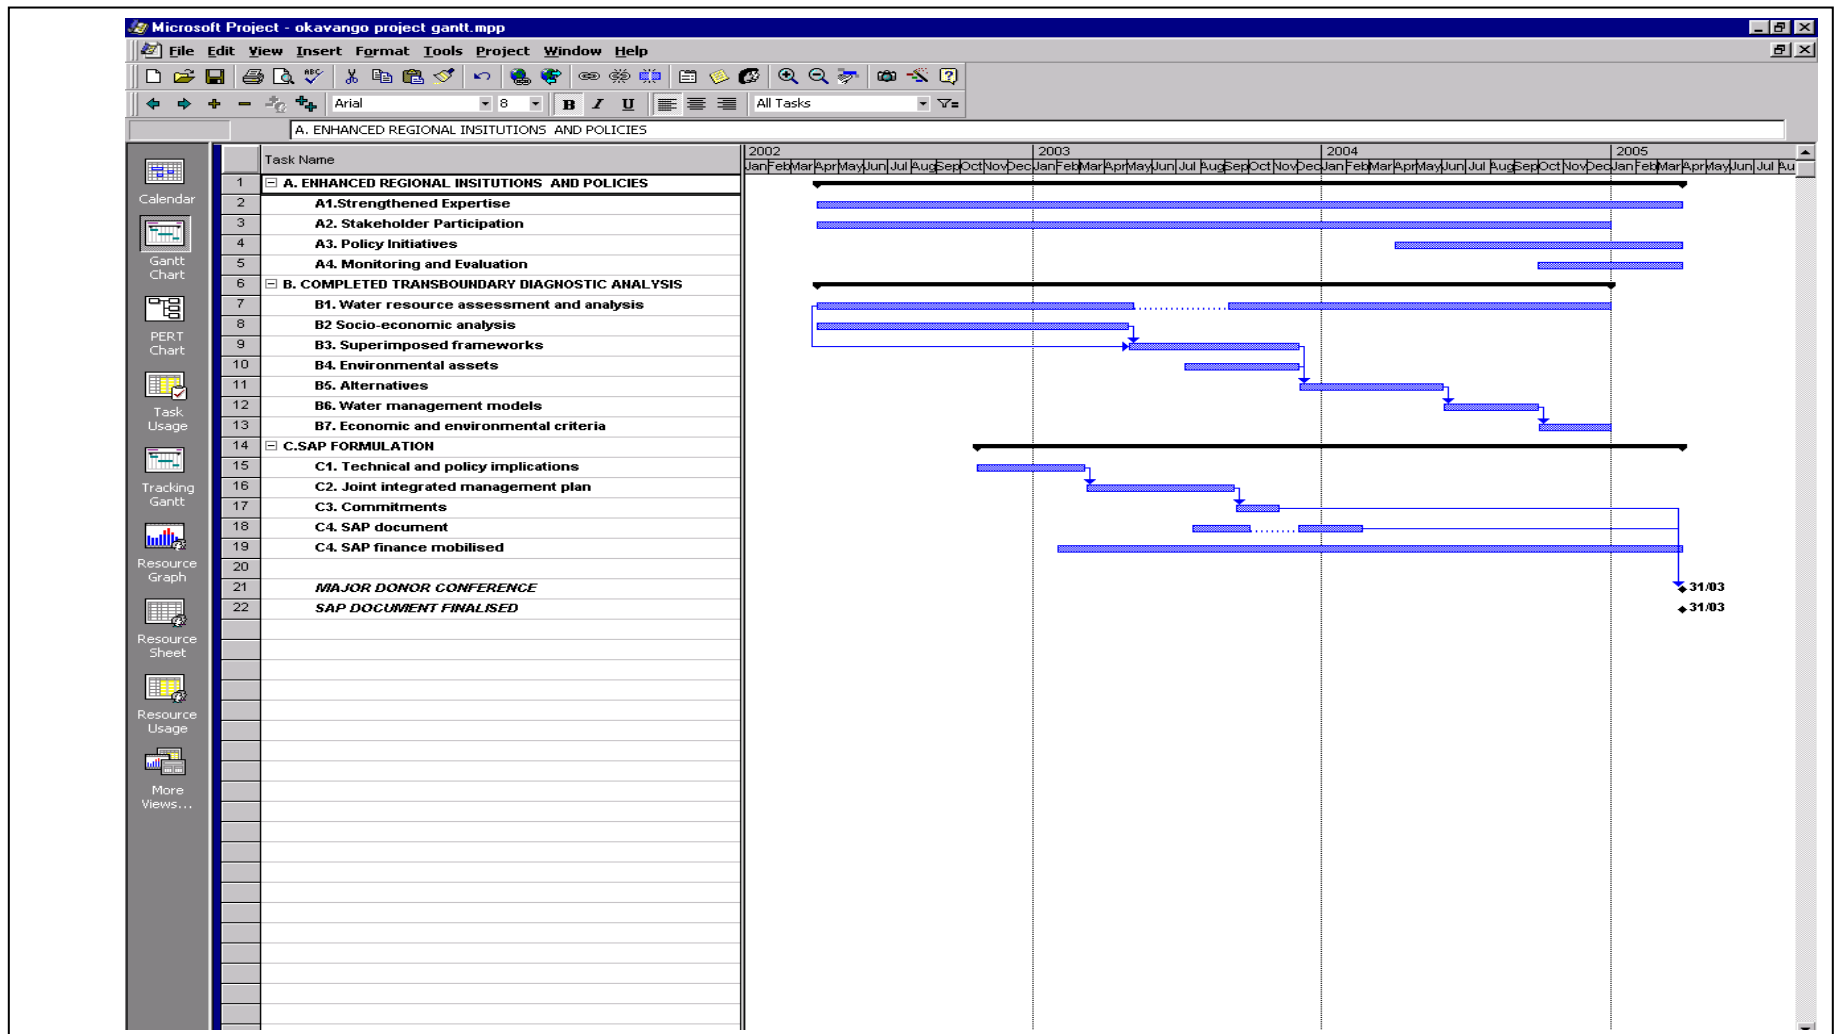 Microsoft Project - okavango project gantt.mpp
File Edit View Insert Format Tools Project Window Help
Arial 8 B I U All Tasks
A. ENHANCED REGIONAL INSITUTIONS AND POLICIES
Task Name
2002 2003 2004 2005
Jan Feb Mar Apr May Jun Jul Aug Sep Oct Nov Dec Jan Feb Mar Apr May Jun Jul Aug Sep Oct Nov Dec Jan Feb Mar Apr May Jun Jul Aug Sep Oct Nov Dec Jan Feb Mar Apr May Jun Jul Au
1 A. ENHANCED REGIONAL INSITUTIONS AND POLICIES
2 A1.Strengthened Expertise
3 A2. Stakeholder Participation
4 A3. Policy Initiatives
5 A4. Monitoring and Evaluation
6 B. COMPLETED TRANSBOUNDARY DIAGNOSTIC ANALYSIS
7 B1. Water resource assessment and analysis
8 B2 Socio-economic analysis
9 B3. Superimposed frameworks
10 B4. Environmental assets
11 B5. Alternatives
12 B6. Water management models
13 B7. Economic and environmental criteria
14 C.SAP FORMULATION
15 C1. Technical and policy implications
16 C2. Joint integrated management plan
17 C3. Commitments
18 C4. SAP document
19 C4. SAP finance mobilised
20
21 MAJOR DONOR CONFERENCE 31/03
22 SAP DOCUMENT FINALISED 31/03
Calendar
Gantt
Chart
PERT
Chart
Task
Usage
Tracking
Gantt
Resource
Graph
Resource
Sheet
Resource
Usage
More
Views...